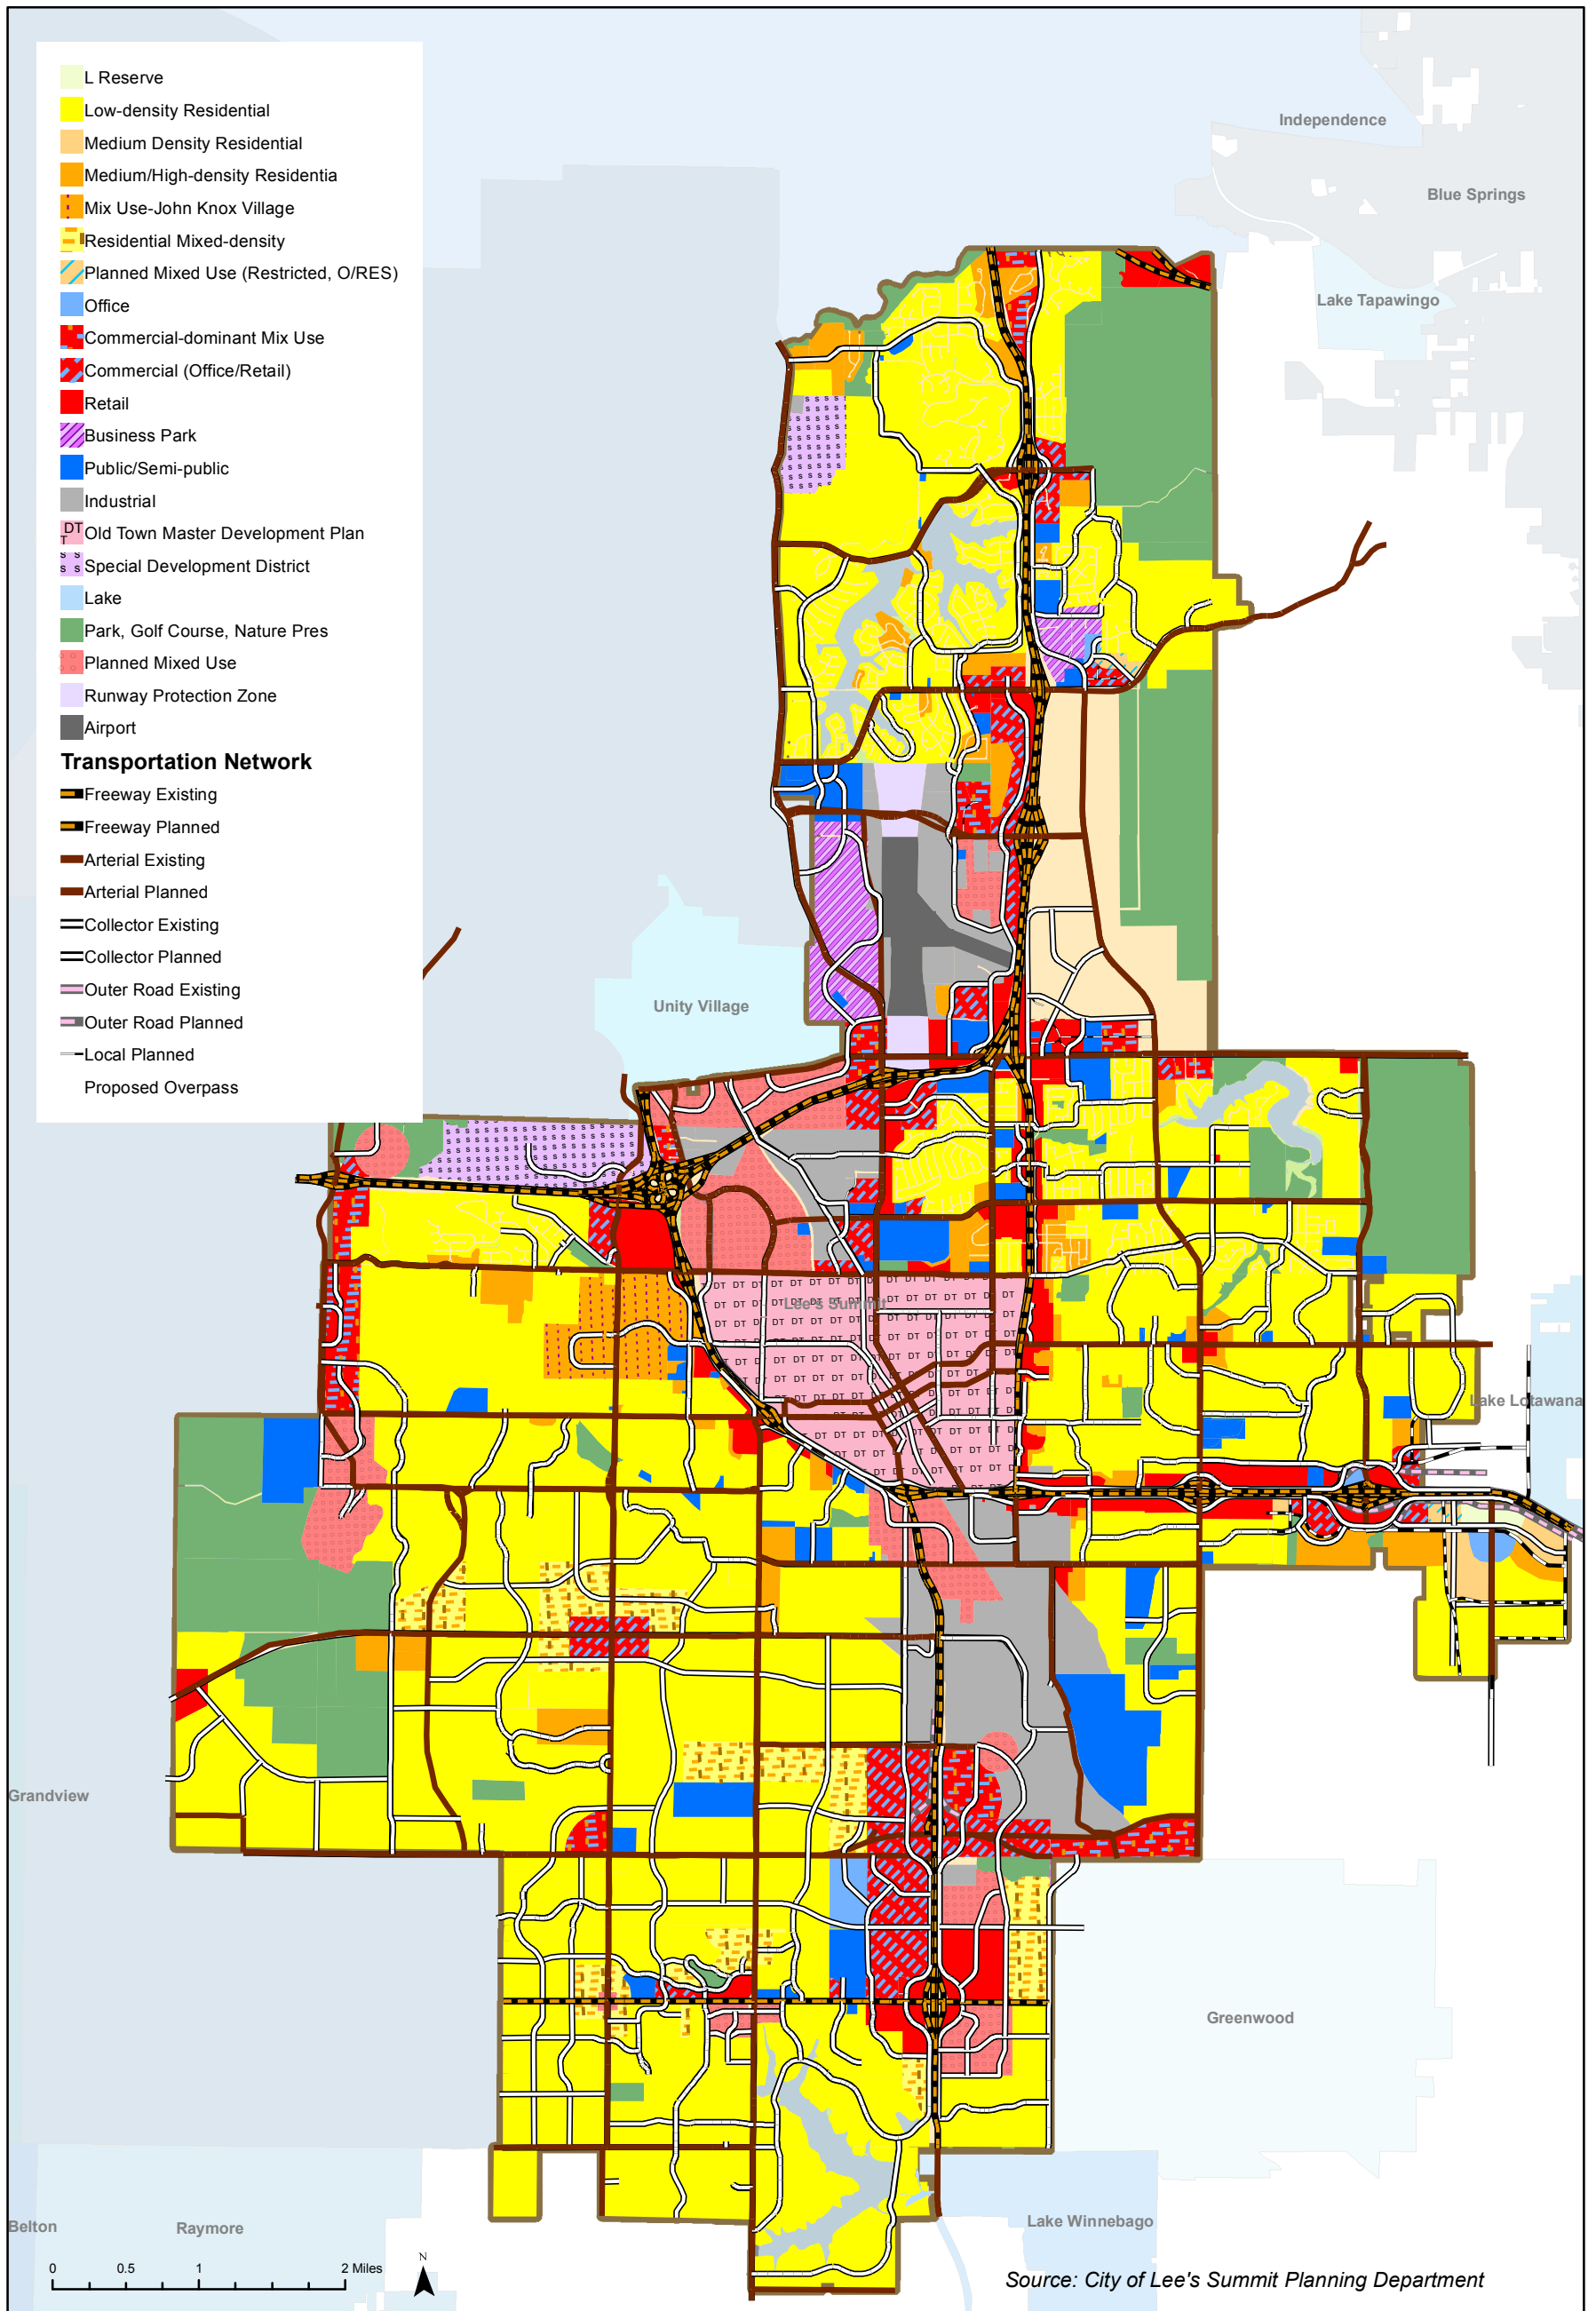 L Reserve
Low-density Residential
Medium Density Residential
Medium/High-density Residentia
Mix Use-John Knox Village
Residential Mixed-density
Planned Mixed Use (Restricted, O/RES)
Office
Commercial-dominant Mix Use
Commercial (Office/Retail)
Retail
Business Park
Public/Semi-public
Industrial
DT
T
Old Town Master Development Plan
S S
S S
Special Development District
Lake
Park, Golf Course, Nature Pres
Planned Mixed Use
Runway Protection Zone
Airport
Transportation Network
Freeway Existing
Freeway Planned
Arterial Existing
Arterial Planned
Collector Existing
Collector Planned
Outer Road Existing
Outer Road Planned
Local Planned
Proposed Overpass
Independence
Blue Springs
Lake Tapawingo
Unity Village
Lee's Summit
Lake Lotawana
Grandview
Greenwood
Belton
Raymore
Lake Winnebago
0 0.5 1 2 Miles
N
Source: City of Lee's Summit Planning Department